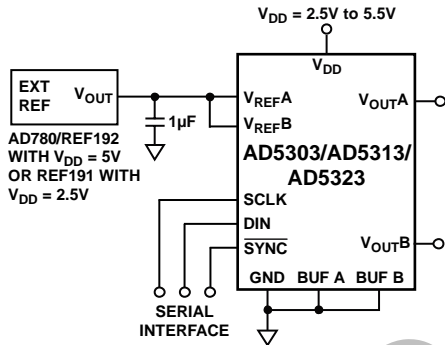 V_DD = 2.5V to 5.5V
EXT
REF
V_OUT
1µF
AD780/REF192
WITH V_DD = 5V
OR REF191 WITH
V_DD = 2.5V
V_DD
V_REFA
V_REFB
V_OUTA
AD5303/AD5313/
AD5323
SCLK
DIN
SYNC
V_OUTB
GND BUF A BUF B
SERIAL
INTERFACE